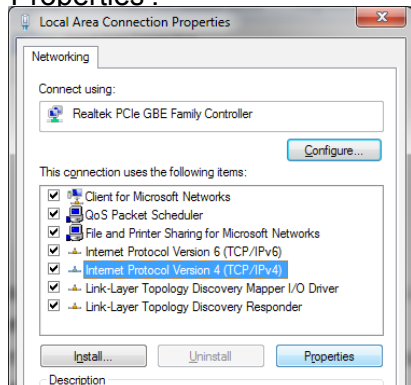 Properties .
Local Area Connection Properties
Networking
Connect using:
Realtek PCIe GBE Family Controller
Configure...
This connection uses the following items:
Client for Microsoft Networks
QoS Packet Scheduler
File and Printer Sharing for Microsoft Networks
Internet Protocol Version 6 (TCP/IPv6)
Internet Protocol Version 4 (TCP/IPv4)
Link-Layer Topology Discovery Mapper I/O Driver
Link-Layer Topology Discovery Responder
Install... Uninstall Properties
Description